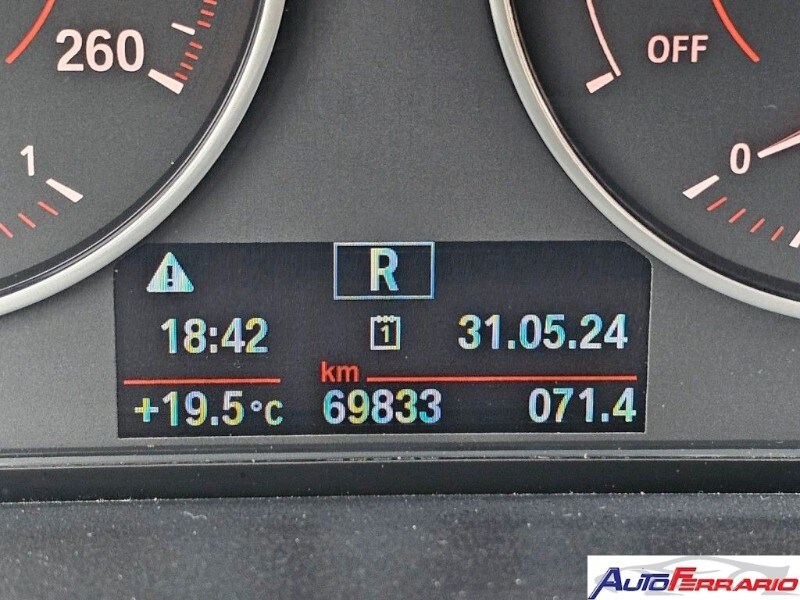 260
OFF
1
0
R
18:42 1 31.05.24
km
+19.5°C 69833 071.4
AUTOFERRARIO